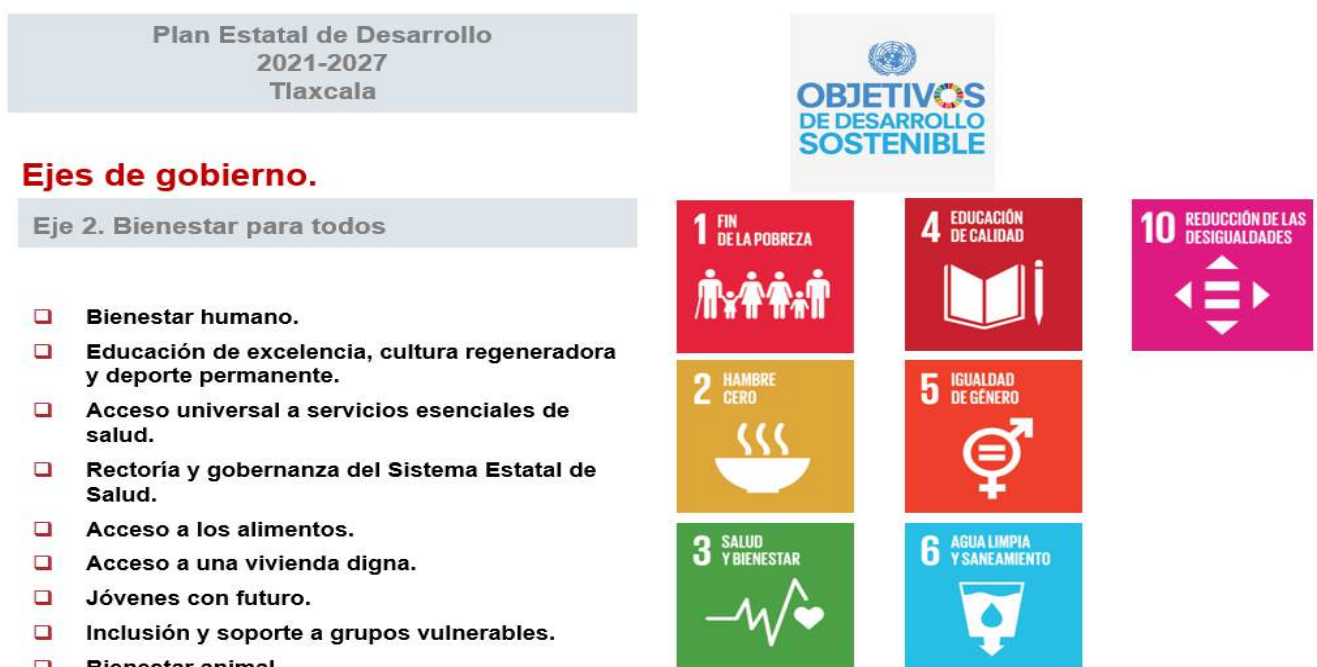 Plan Estatal de Desarrollo
2021-2027
Tlaxcala
Ejes de gobierno.
Eje 2. Bienestar para todos
Bienestar humano.
Educación de excelencia, cultura regeneradora
y deporte permanente.
Acceso universal a servicios esenciales de
salud.
Rectoría y gobernanza del Sistema Estatal de
Salud.
Acceso a los alimentos.
Acceso a una vivienda digna.
Jóvenes con futuro.
Inclusión y soporte a grupos vulnerables.
Bienestar animal
OBJETIVOS
DE DESARROLLO
SOSTENIBLE
1 FIN
DE LA POBREZA
4 EDUCACIÓN
DE CALIDAD
10 REDUCCIÓN DE LAS
DESIGUALDADES
2 HAMBRE
CERO
5 IGUALDAD
DE GÉNERO
3 SALUD
Y BIENESTAR
6 AGUA LIMPIA
Y SANEAMIENTO